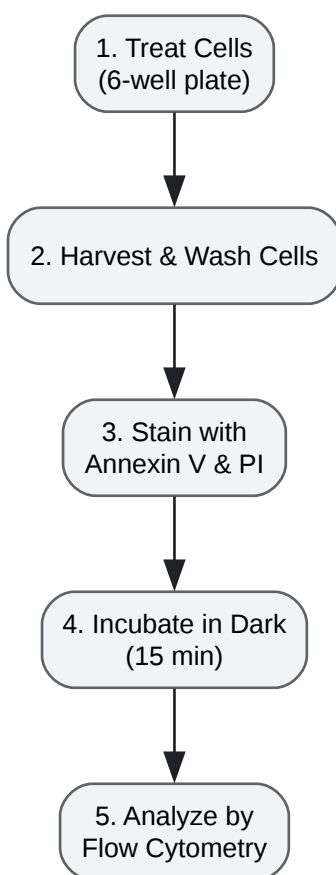 1. Treat Cells
(6-well plate)
2. Harvest & Wash Cells
3. Stain with
Annexin V & PI
4. Incubate in Dark
(15 min)
5. Analyze by
Flow Cytometry